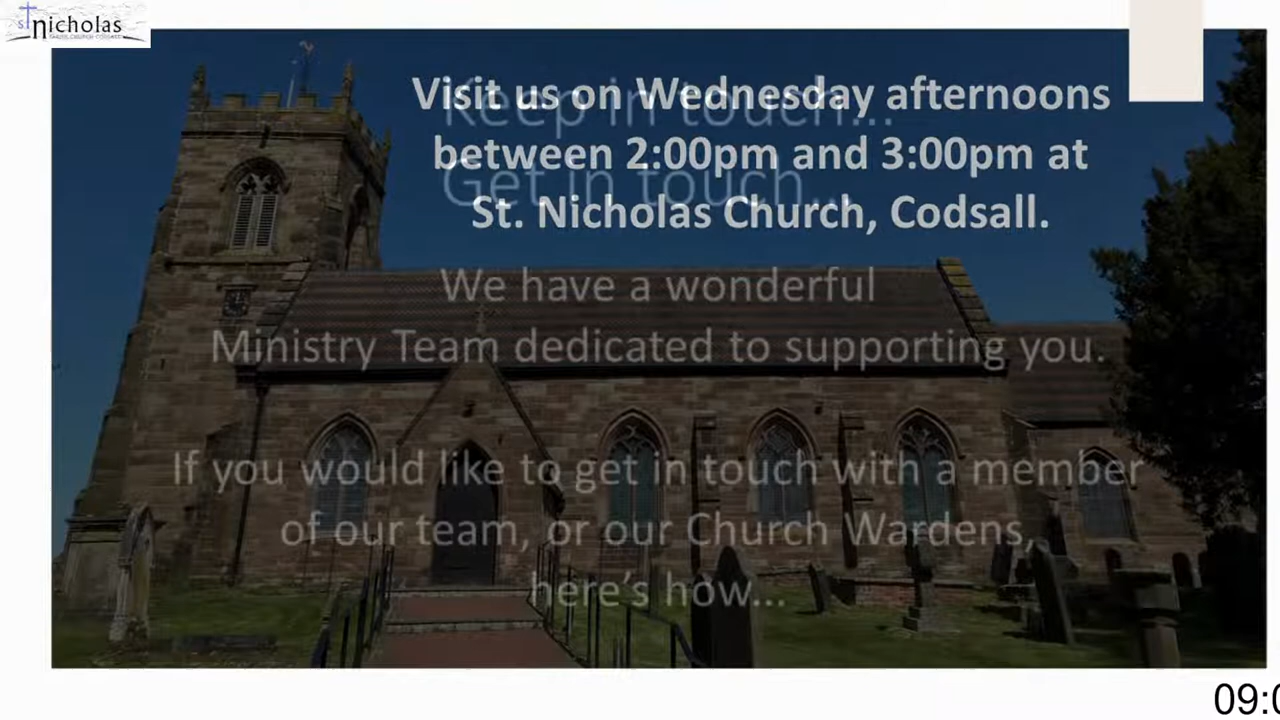 st nicholas
Visit us on Wednesday afternoons
between 2:00pm and 3:00pm at
St. Nicholas Church, Codsall.
Keep in touch...
Get in touch...
We have a wonderful
Ministry Team dedicated to supporting you.
If you would like to get in touch with a member
of our team, or our Church Wardens,
here's how...
09:0